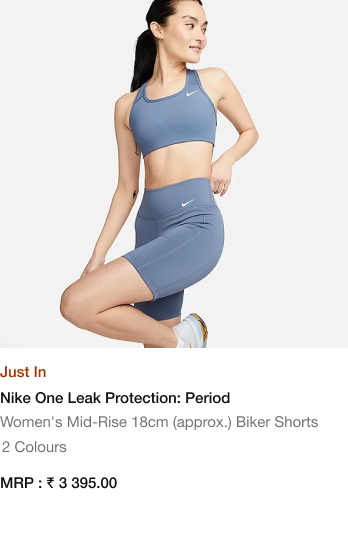 Just In
Nike One Leak Protection: Period
Women's Mid-Rise 18cm (approx.) Biker Shorts
2 Colours
MRP : ₹ 3 395.00